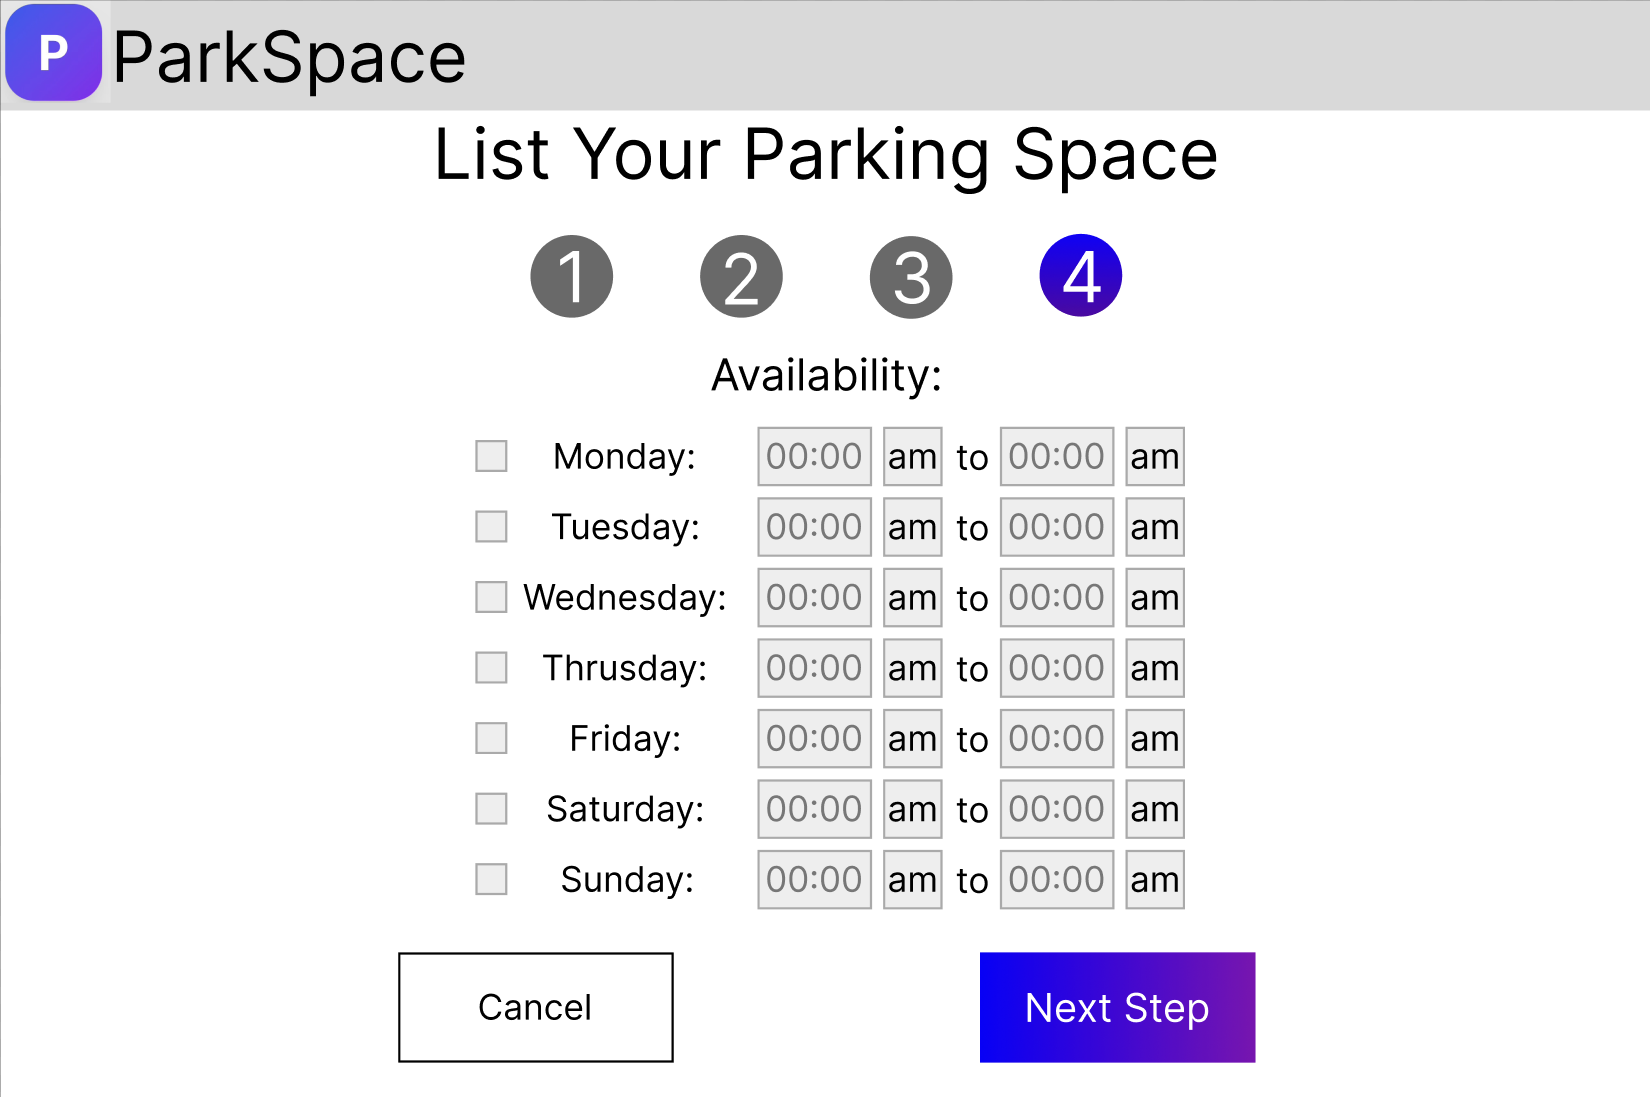 P ParkSpace
List Your Parking Space
1 2 3 4
Availability:
Monday: 00:00 am to 00:00 am
Tuesday: 00:00 am to 00:00 am
Wednesday: 00:00 am to 00:00 am
Thrusday: 00:00 am to 00:00 am
Friday: 00:00 am to 00:00 am
Saturday: 00:00 am to 00:00 am
Sunday: 00:00 am to 00:00 am
Cancel Next Step